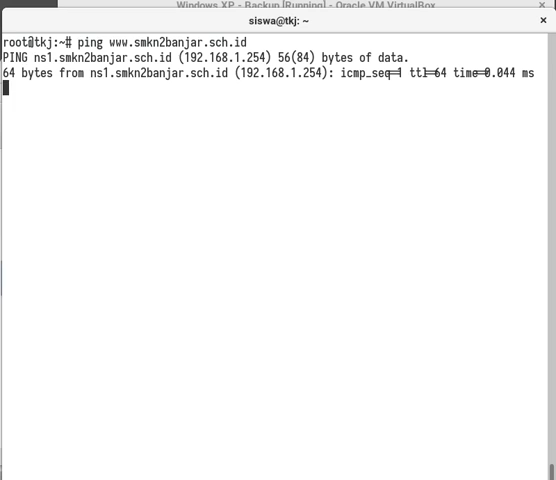 Windows XP - Backup [Running] - Oracle VM VirtualBox
siswa@tkj: ~
root@tkj:~# ping www.smkn2banjar.sch.id
PING ns1.smkn2banjar.sch.id (192.168.1.254) 56(84) bytes of data.
64 bytes from ns1.smkn2banjar.sch.id (192.168.1.254): icmp_seq=1 ttl=64 time=0.044 ms